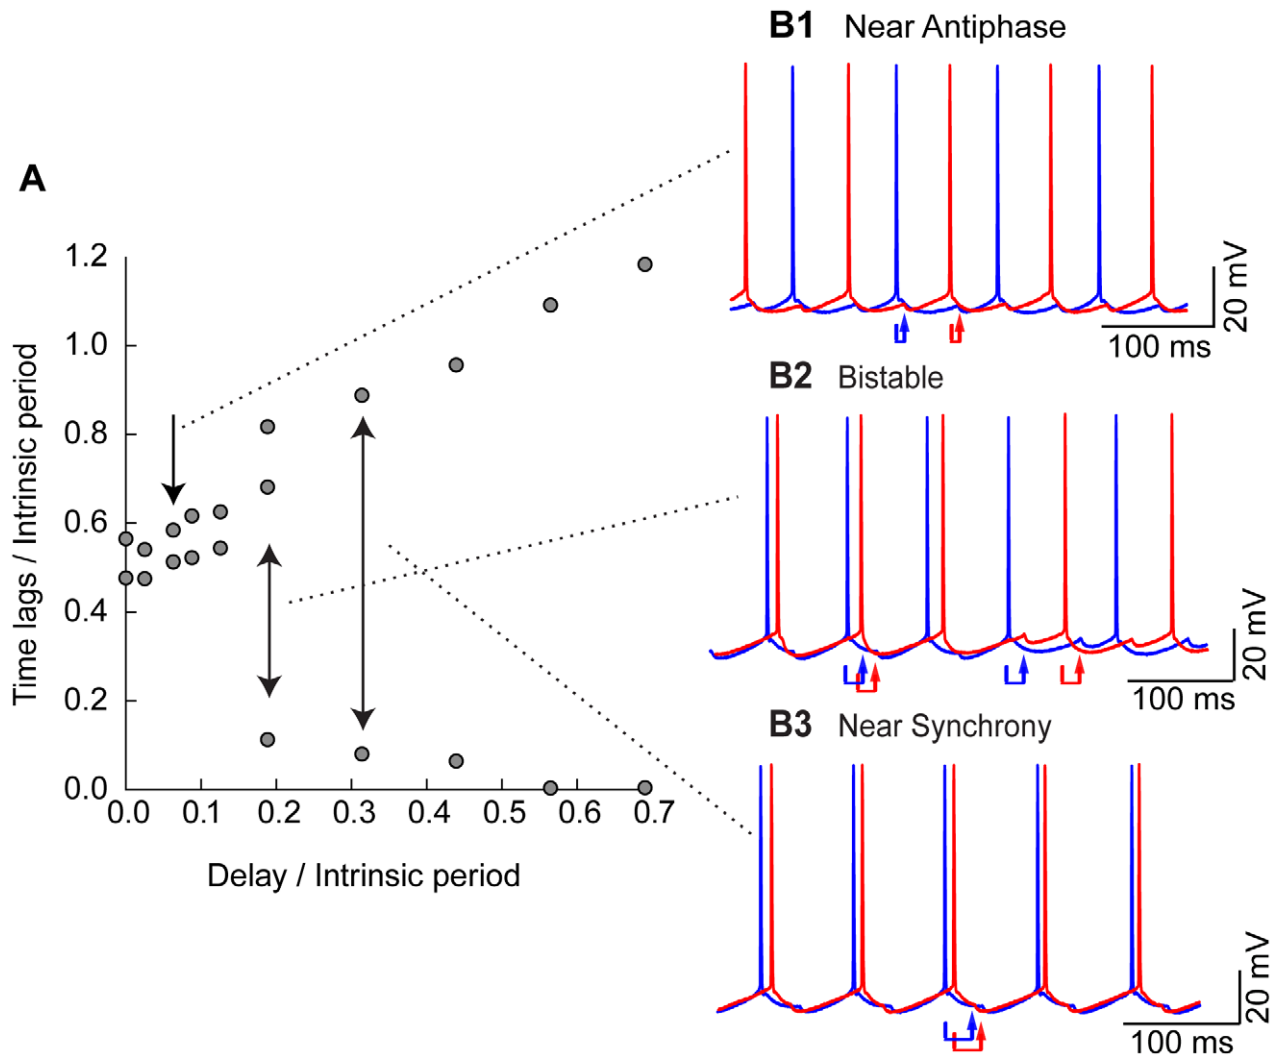 A
1.2
1.0
0.8
0.6
0.4
0.2
0.0
0.0 0.1 0.2 0.3 0.4 0.5 0.6 0.7
Time lags / Intrinsic period
Delay / Intrinsic period
B1 Near Antiphase
20 mV
100 ms
B2 Bistable
20 mV
100 ms
B3 Near Synchrony
20 mV
100 ms